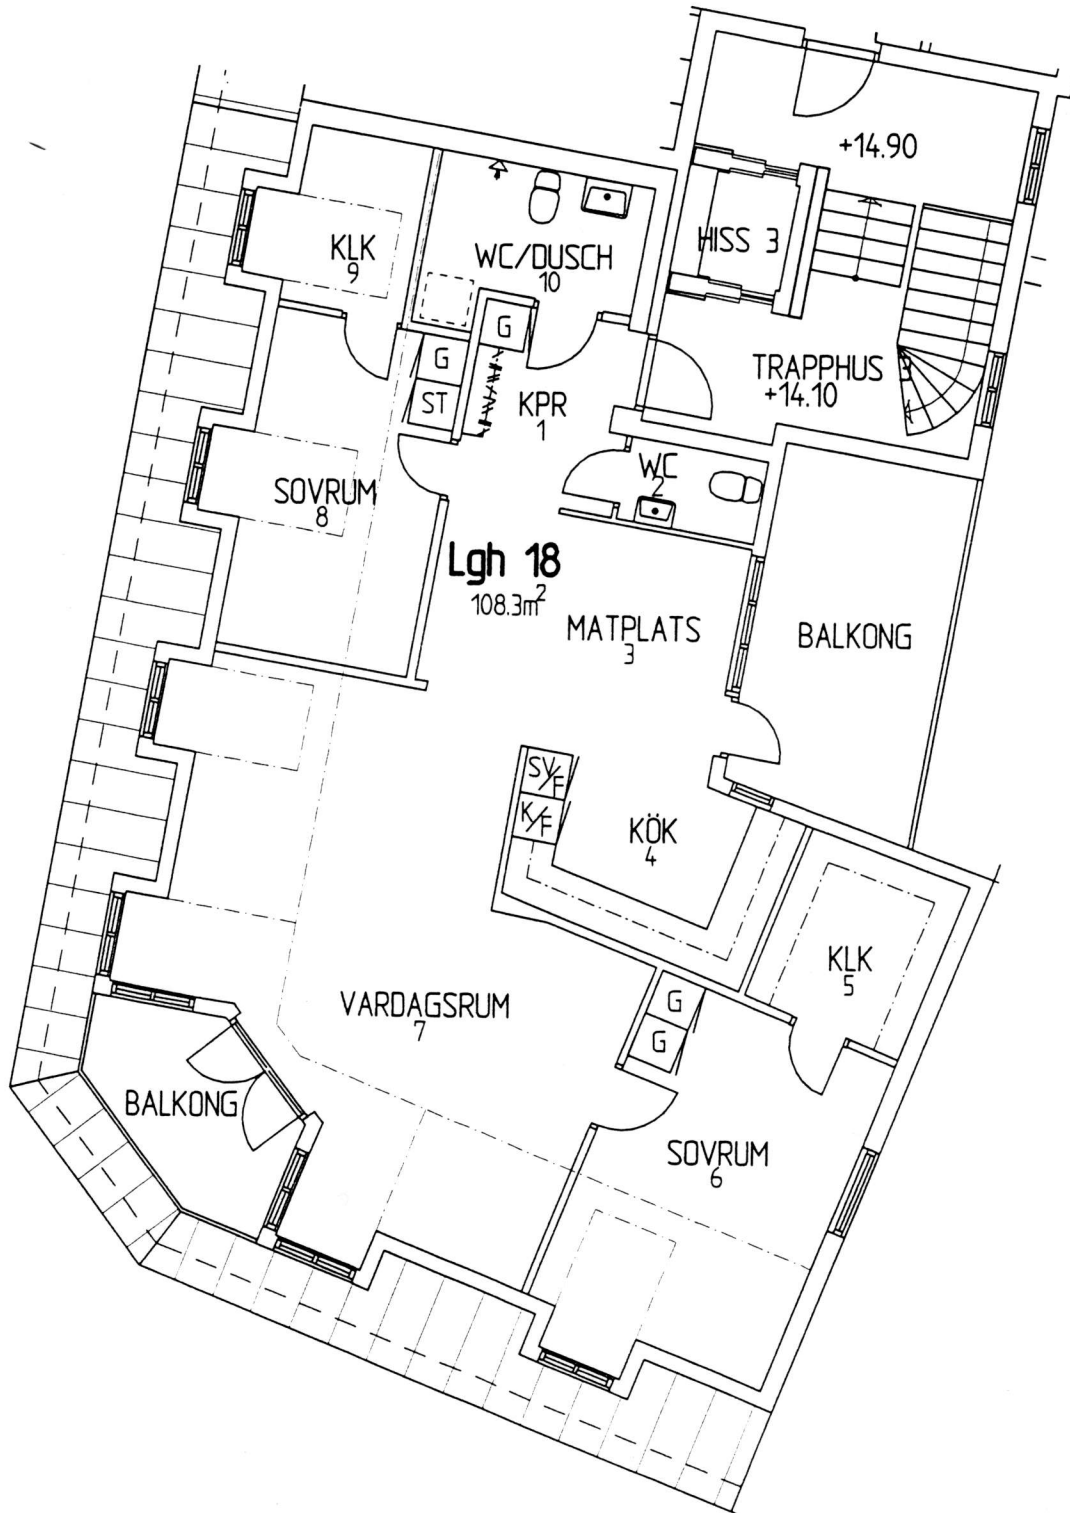 +14.90
HISS 3
KLK
9
WC/DUSCH
10
G
G
ST
KPR
1
TRAPPHUS
+14.10
WC
2
SOVRUM
8
Lgh 18
108.3m²
MATPLATS
3
BALKONG
SV/F
K/F
KÖK
4
KLK
5
VARDAGSRUM
7
G
G
BALKONG
SOVRUM
6